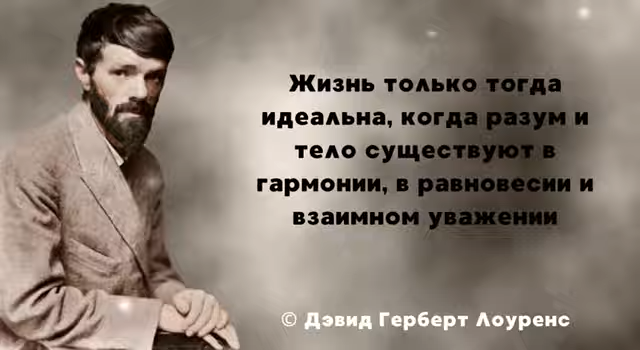 Жизнь только тогда
идеальна, когда разум и
тело существуют в
гармонии, в равновесии и
взаимном уважении
© Дэвид Герберт Лоуренс